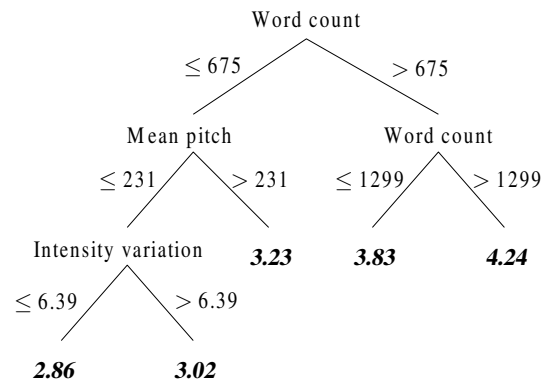 Word count
≤ 675 > 675
Mean pitch Word count
≤ 231 > 231 ≤ 1299 > 1299
Intensity variation 3.23 3.83 4.24
≤ 6.39 > 6.39
2.86 3.02